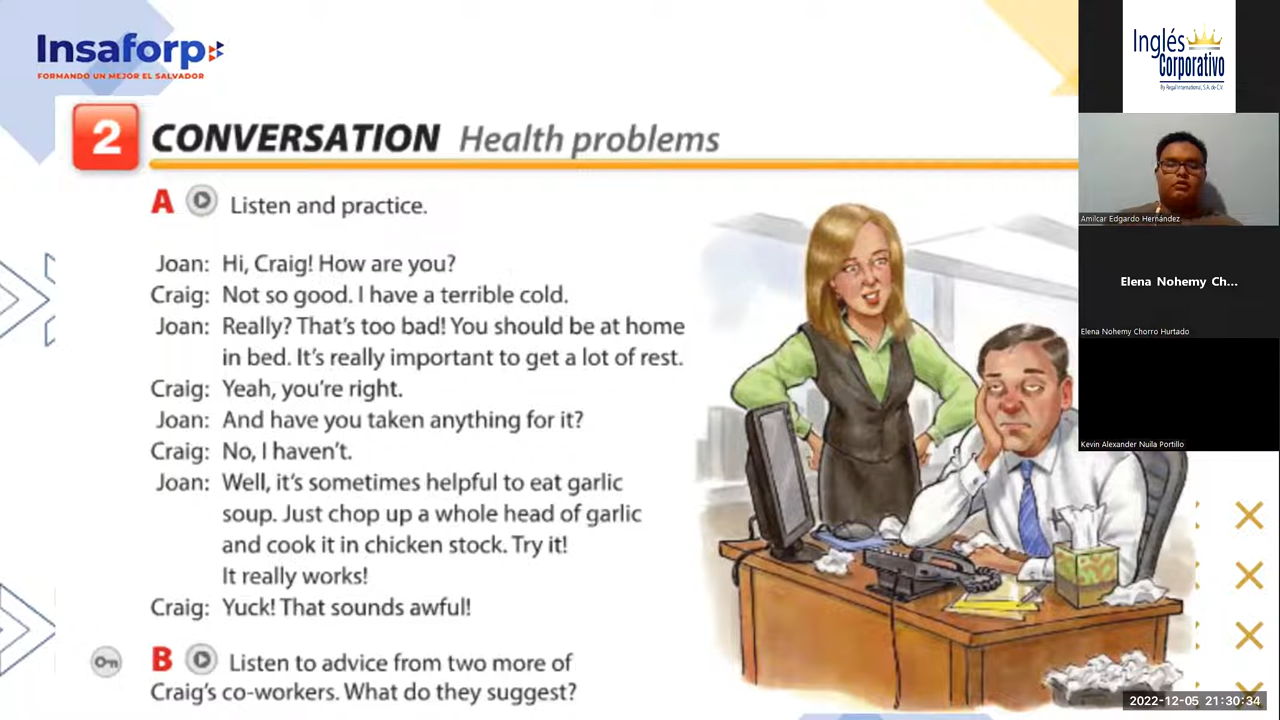 Insaforp
FORMANDO UN MEJOR EL SALVADOR
2 CONVERSATION Health problems
A Listen and practice.
Joan: Hi, Craig! How are you?
Craig: Not so good. I have a terrible cold.
Joan: Really? That's too bad! You should be at home
in bed. It's really important to get a lot of rest.
Craig: Yeah, you're right.
Joan: And have you taken anything for it?
Craig: No, I haven't.
Joan: Well, it's sometimes helpful to eat garlic
soup. Just chop up a whole head of garlic
and cook it in chicken stock. Try it!
It really works!
Craig: Yuck! That sounds awful!
B Listen to advice from two more of
Craig's co-workers. What do they suggest?
Inglés
Corporativo
By Regal International, S.A. de C.V.
Amilcar Edgardo Hernández
Elena Nohemy Ch...
Elena Nohemy Chorro Hurtado
Kevin Alexander Nuila Portillo
2022-12-05 21:30:34